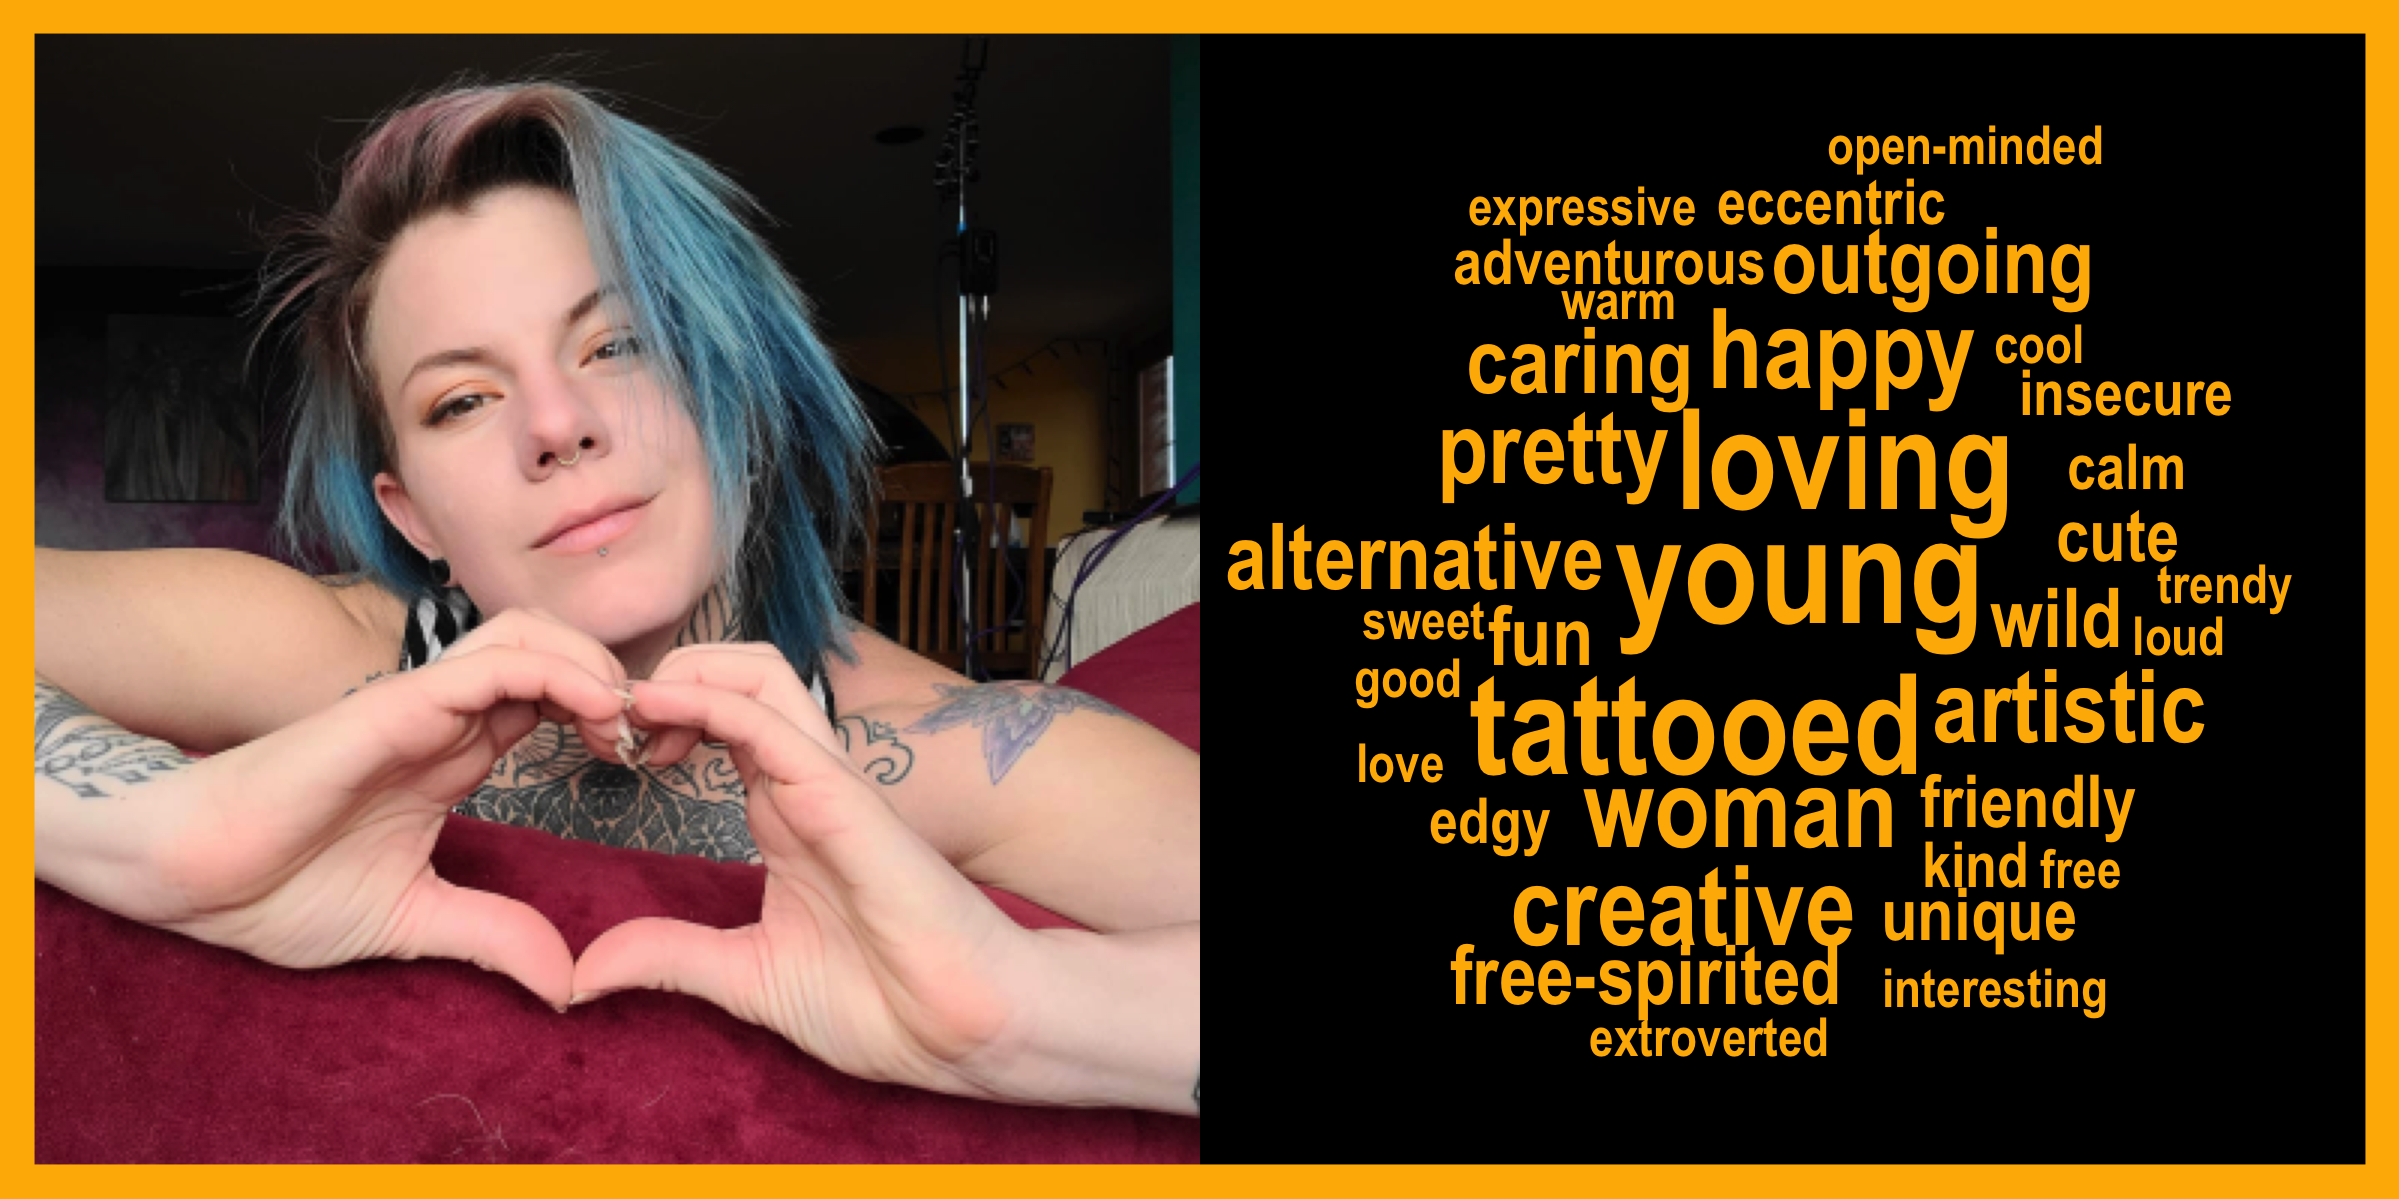 open-minded
expressive eccentric
adventurous outgoing
warm
caring happy cool
insecure
pretty loving calm
alternative young cute
trendy
sweet fun wild loud
good tattooed artistic
love
edgy woman friendly
kind free
creative unique
free-spirited interesting
extroverted